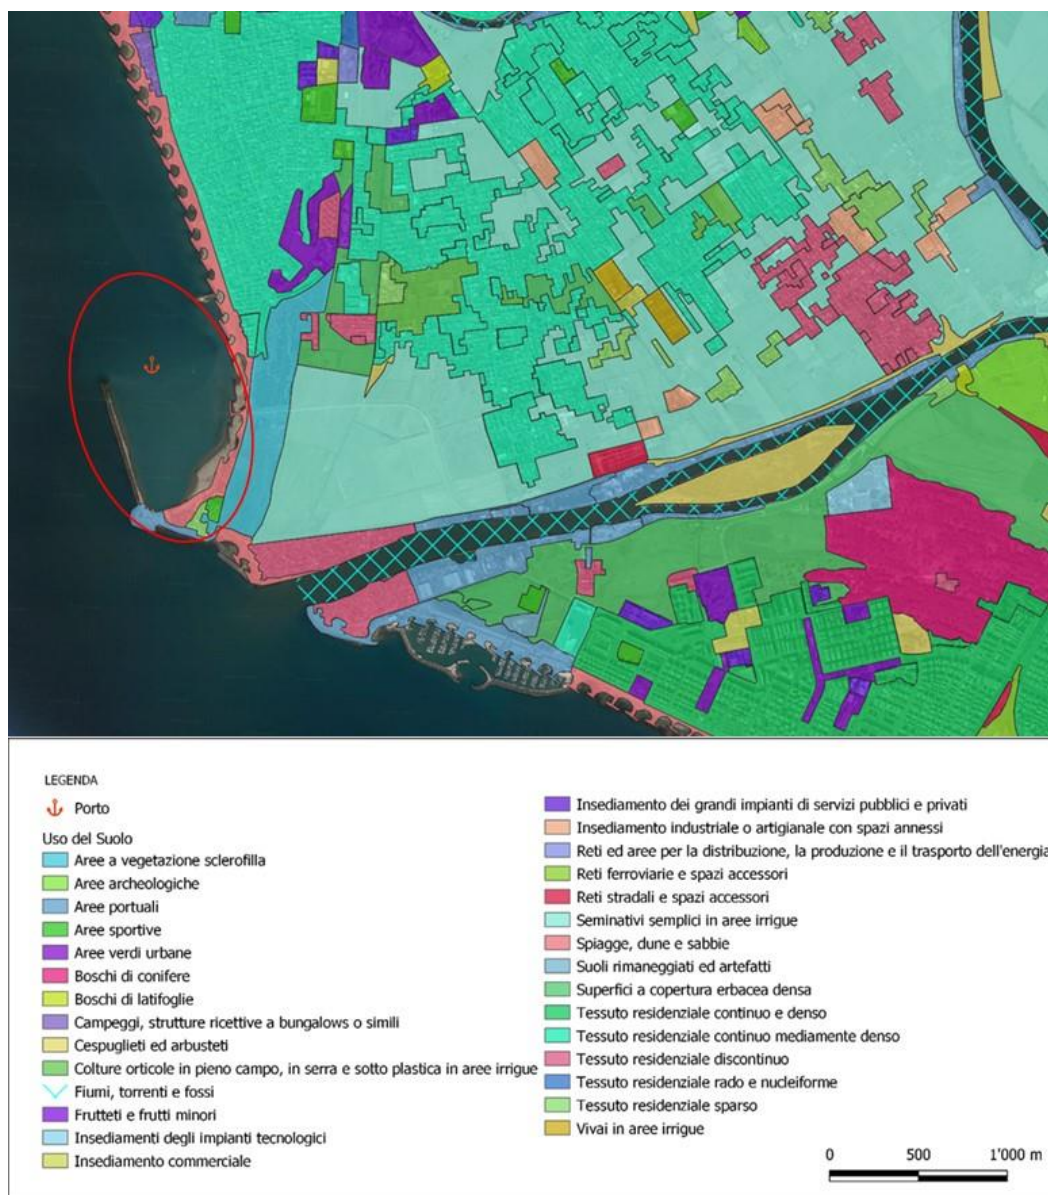 LEGENDA
Porto
Uso del Suolo
Aree a vegetazione sclerofilla
Aree archeologiche
Aree portuali
Aree sportive
Aree verdi urbane
Boschi di conifere
Boschi di latifoglie
Campeggi, strutture ricettive a bungalows o simili
Cespuglieti ed arbusteti
Colture orticole in pieno campo, in serra e sotto plastica in aree irrigue
Fiumi, torrenti e fossi
Frutteti e frutti minori
Insediamenti degli impianti tecnologici
Insediamento commerciale
Insediamento dei grandi impianti di servizi pubblici e privati
Insediamento industriale o artigianale con spazi annessi
Reti ed aree per la distribuzione, la produzione e il trasporto dell'energia
Reti ferroviarie e spazi accessori
Reti stradali e spazi accessori
Seminativi semplici in aree irrigue
Spiagge, dune e sabbie
Suoli rimaneggiati ed artefatti
Superfici a copertura erbacea densa
Tessuto residenziale continuo e denso
Tessuto residenziale continuo mediamente denso
Tessuto residenziale discontinuo
Tessuto residenziale rado e nucleiforme
Tessuto residenziale sparso
Vivai in aree irrigue
0 500 1'000 m